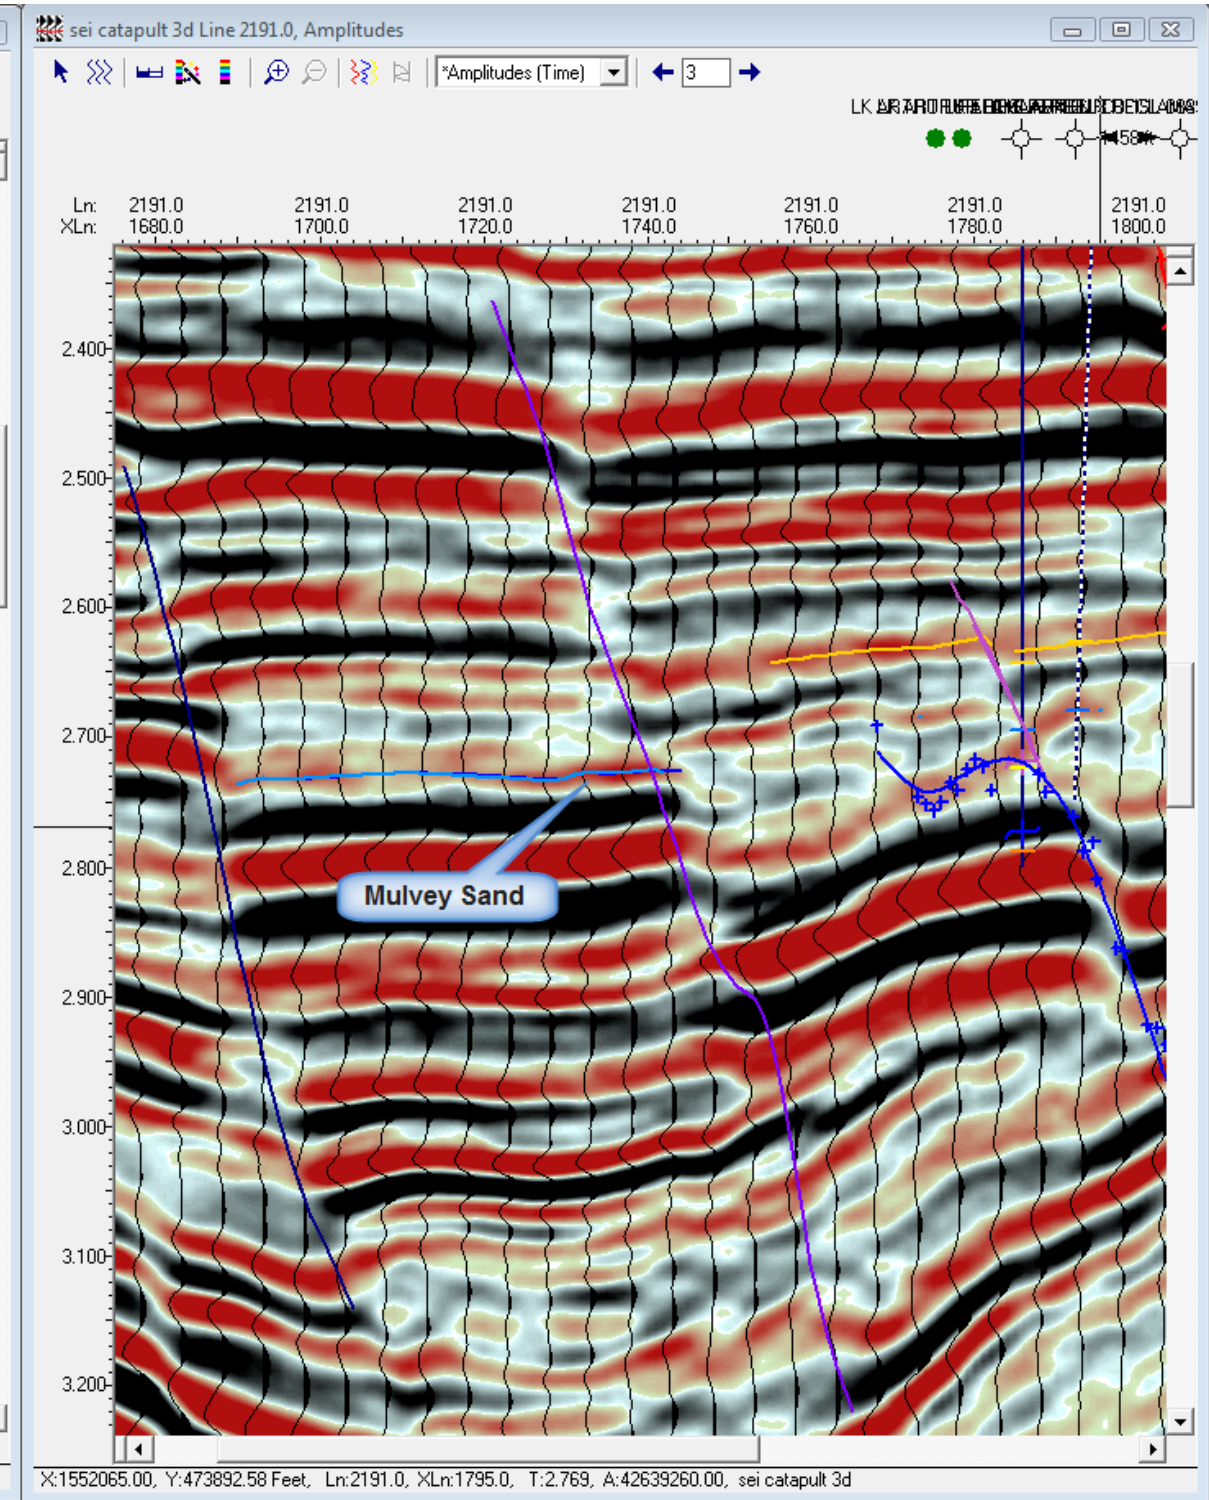 sei catapult 3d Line 2191.0, Amplitudes
*Amplitudes (Time) 3
LK
1458ft
Ln: 2191.0 2191.0 2191.0 2191.0 2191.0 2191.0 2191.0
XLn: 1680.0 1700.0 1720.0 1740.0 1760.0 1780.0 1800.0
2.400
2.500
2.600
2.700
2.800
Mulvey Sand
2.900
3.000
3.100
3.200
X:1552065.00, Y:473892.58 Feet, Ln:2191.0, XLn:1795.0, T:2.769, A:42639260.00, sei catapult 3d